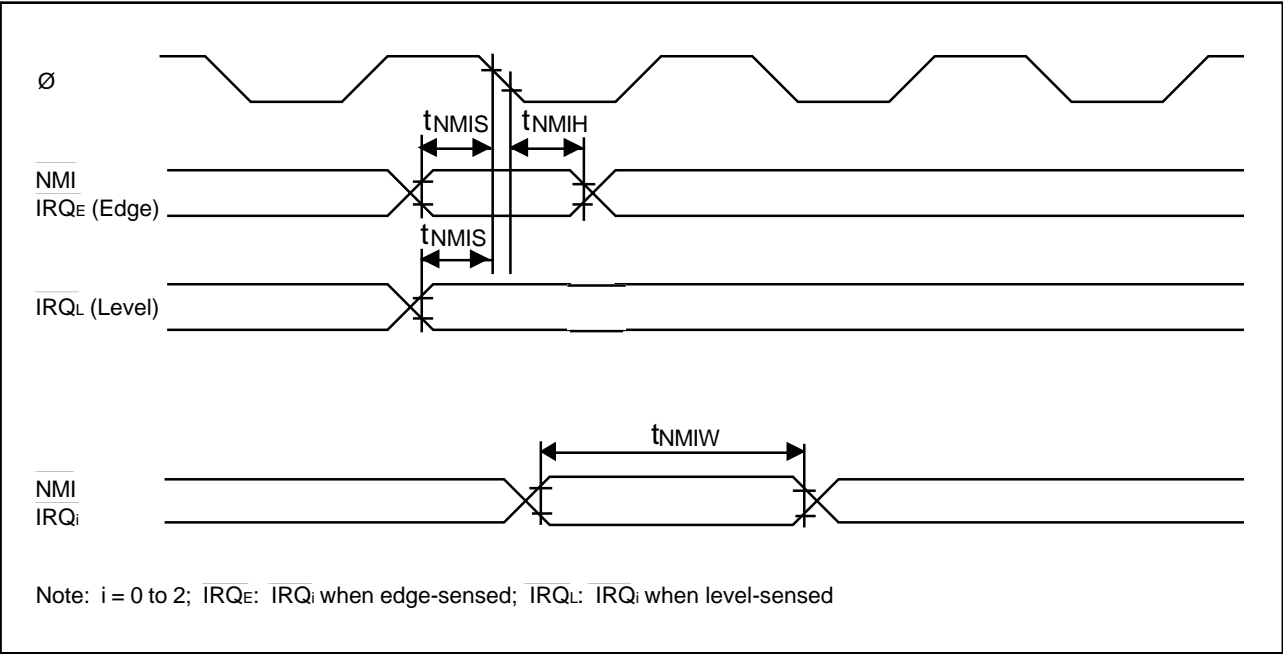 Ø
tNMIS tNMIH
NMI
IRQE (Edge)
tNMIS
IRQL (Level)
tNMIW
NMI
IRQi
Note: i = 0 to 2; IRQE: IRQi when edge-sensed; IRQL: IRQi when level-sensed